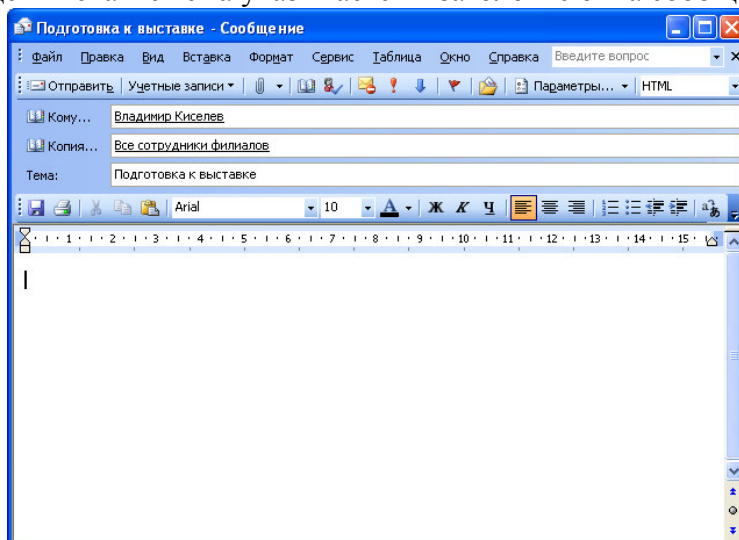 Подготовка к выставке - Сообщение
Файл Правка Вид Вставка Формат Сервис Таблица Окно Справка Введите вопрос
Отправить Учетные записи Параметры... HTML
Кому... Владимир Киселев
Копия... Все сотрудники филиалов
Тема: Подготовка к выставке
Arial 10 A Ж К Ч
1 2 3 4 5 6 7 8 9 10 11 12 13 14 15